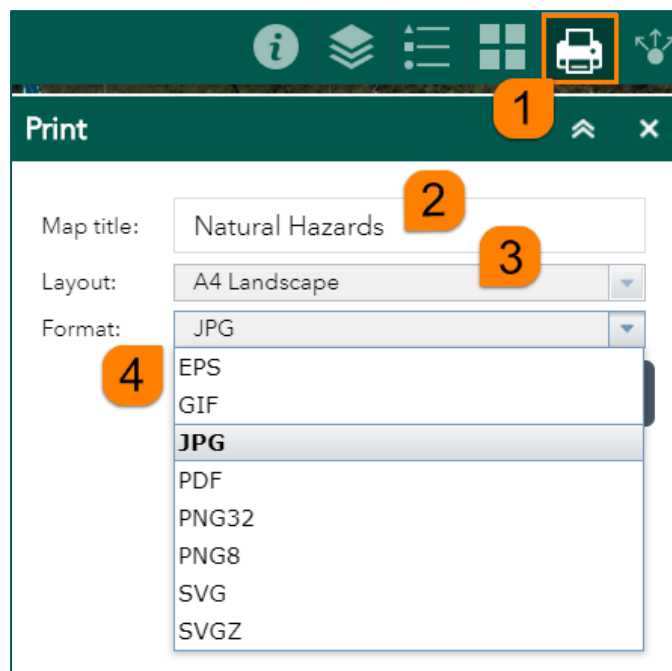 1
Print
2
Map title: Natural Hazards
3
Layout: A4 Landscape
Format: JPG
4
EPS
GIF
JPG
PDF
PNG32
PNG8
SVG
SVGZ